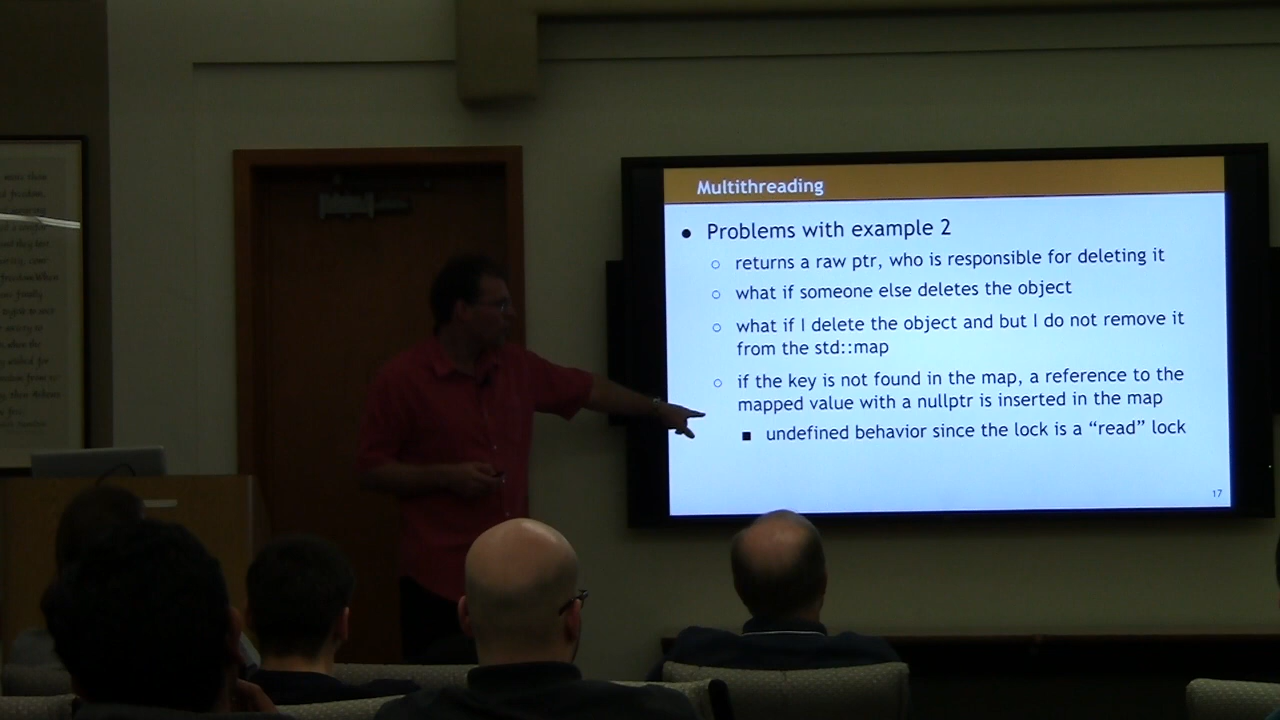 Multithreading
● Problems with example 2
○ returns a raw ptr, who is responsible for deleting it
○ what if someone else deletes the object
○ what if I delete the object and but I do not remove it
from the std::map
○ if the key is not found in the map, a reference to the
mapped value with a nullptr is inserted in the map
■ undefined behavior since the lock is a “read” lock
17